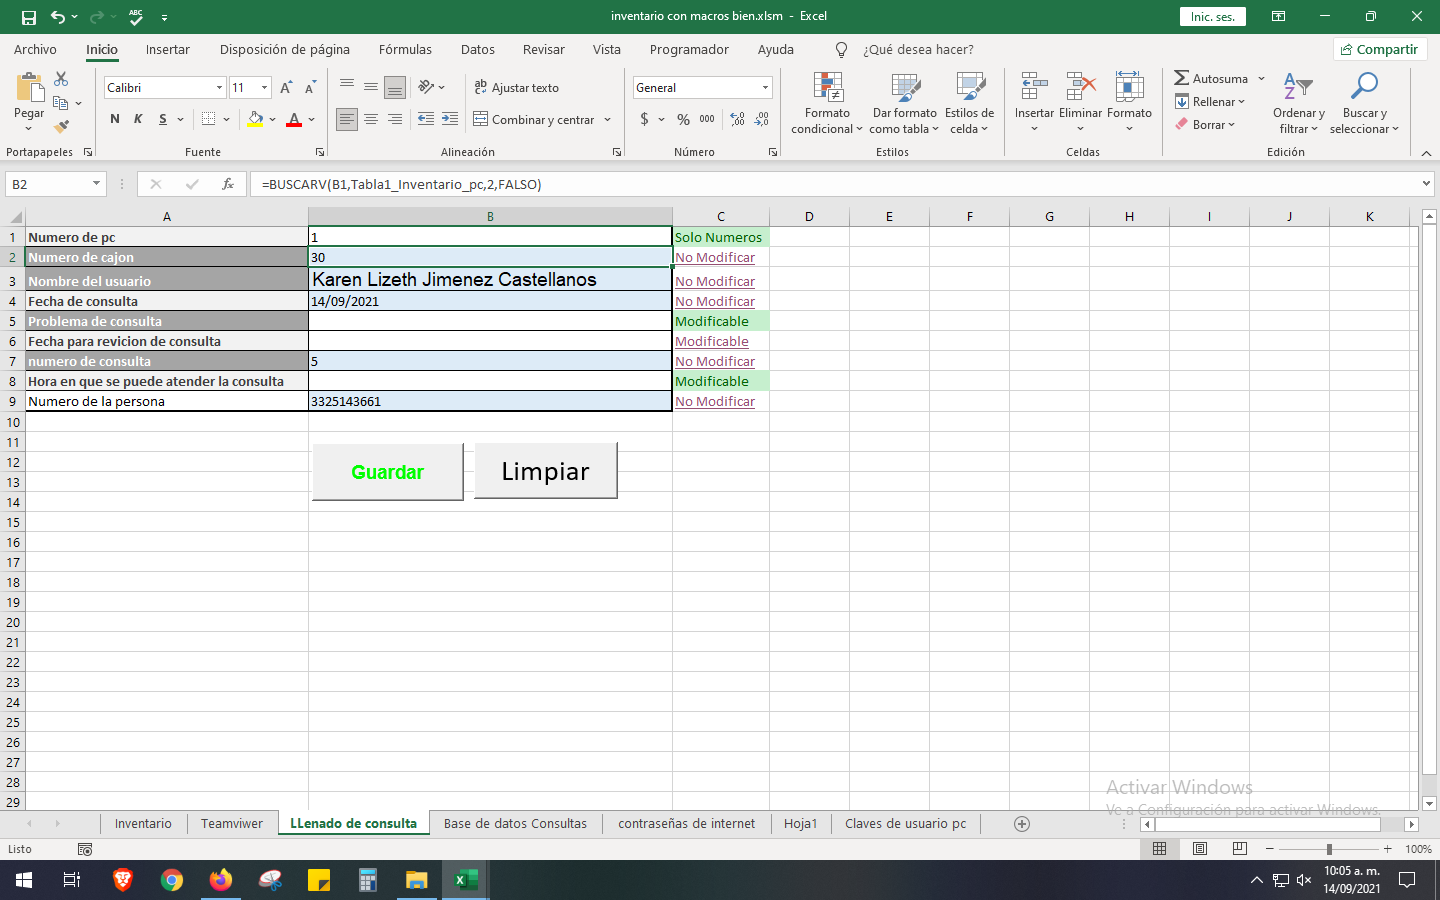 inventario con macros bien.xlsm - Excel
Inic. ses.
Archivo Inicio Insertar Disposición de página Fórmulas Datos Revisar Vista Programador Ayuda ¿Qué desea hacer? Compartir
Pegar
Portapapeles
Calibri 11
N K S
Fuente
ab Ajustar texto
Combinar y centrar
Alineación
General
$ % 000
Número
Formato condicional
Dar formato como tabla
Estilos de celda
Estilos
Insertar Eliminar Formato
Celdas
Autosuma
Rellenar
Borrar
Ordenar y filtrar
Buscar y seleccionar
Edición
B2 fx =BUSCARV(B1,Tabla1_Inventario_pc,2,FALSO)
A B C D E F G H I J K
1 Numero de pc 1 Solo Numeros
2 Numero de cajon 30 No Modificar
3 Nombre del usuario Karen Lizeth Jimenez Castellanos No Modificar
4 Fecha de consulta 14/09/2021 No Modificar
5 Problema de consulta Modificable
6 Fecha para revicion de consulta Modificable
7 numero de consulta 5 No Modificar
8 Hora en que se puede atender la consulta Modificable
9 Numero de la persona 3325143661 No Modificar
10
11
12
13
14
Guardar Limpiar
15
16
17
18
19
20
21
22
23
24
25
26
27
28
29
Activar Windows
Ve a Configuración para activar Windows.
Inventario Teamviwer LLenado de consulta Base de datos Consultas contraseñas de internet Hoja1 Claves de usuario pc
Listo 100%
10:05 a. m.
14/09/2021